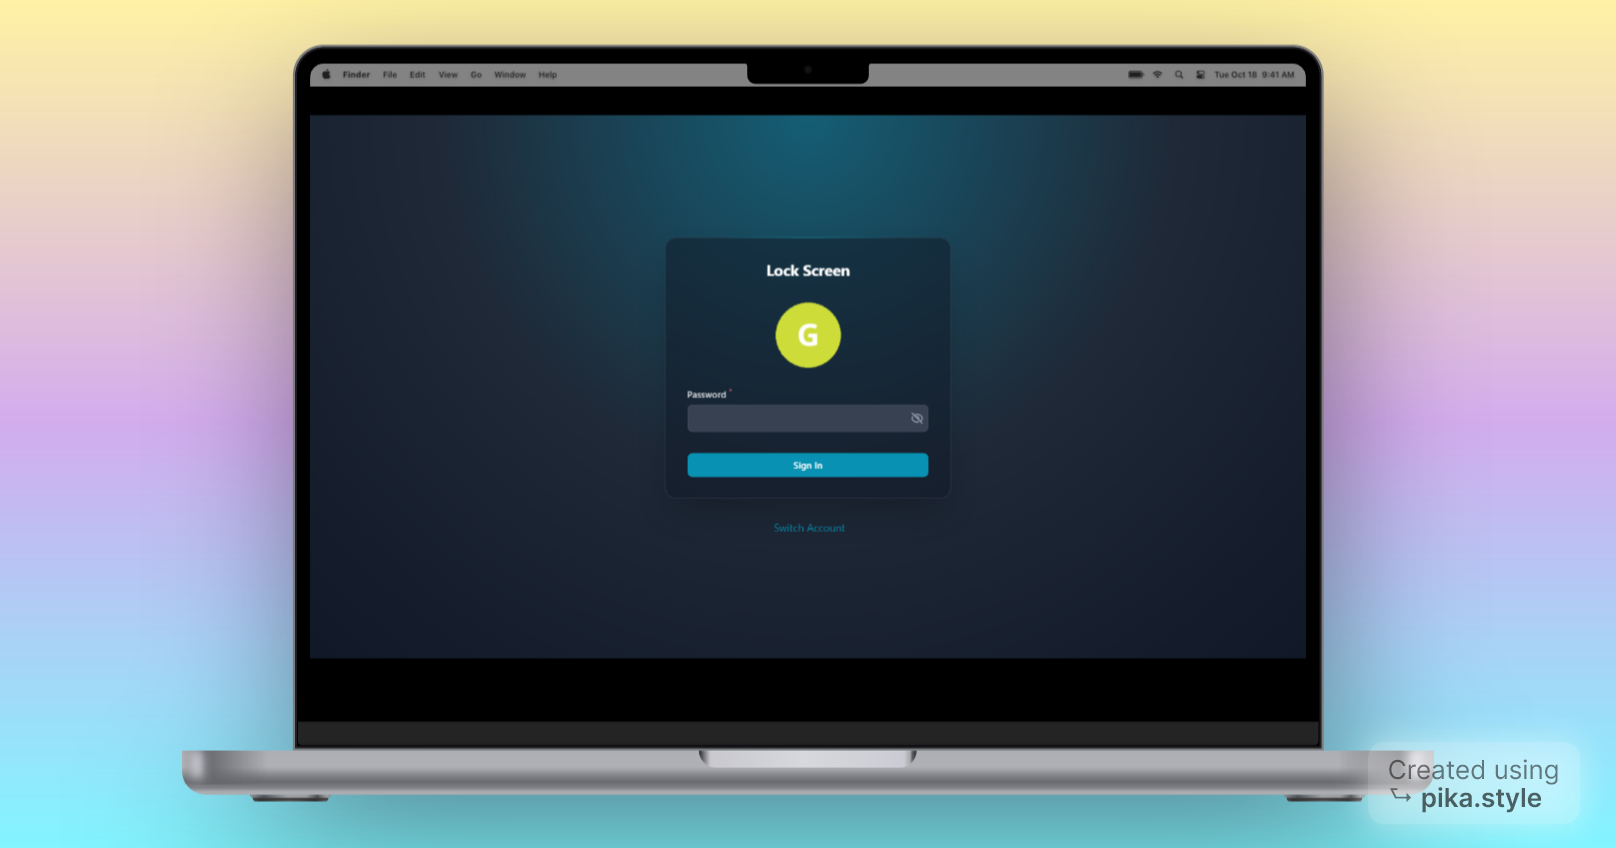 Finder File Edit View Go Window Help
Tue Oct 18 9:41 AM
Lock Screen
G
Password *
Sign In
Switch Account
Created using
pika.style